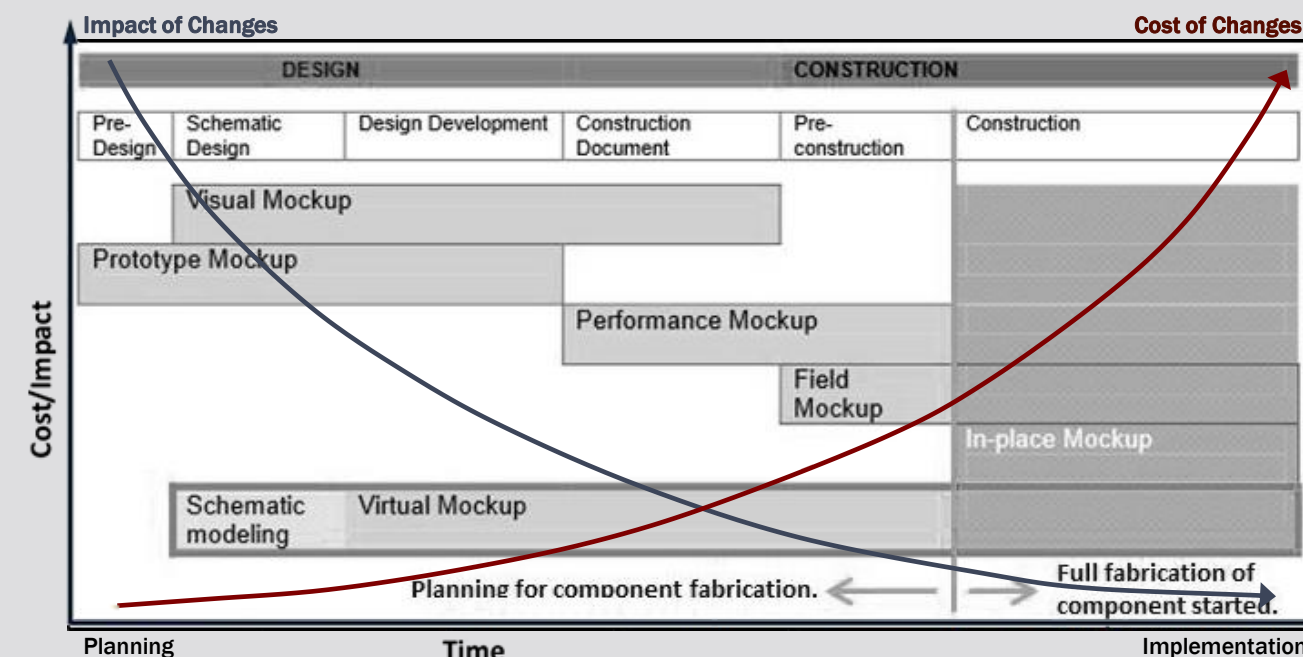 Impact of Changes
Cost of Changes
DESIGN
CONSTRUCTION
Pre-
Design
Schematic
Design
Design Development
Construction
Document
Pre-
construction
Construction
Visual Mockup
Prototype Mockup
Performance Mockup
Field
Mockup
In-place Mockup
Schematic
modeling
Virtual Mockup
Planning for component fabrication.
Full fabrication of
component started.
Cost/Impact
Planning
Time
Implementation